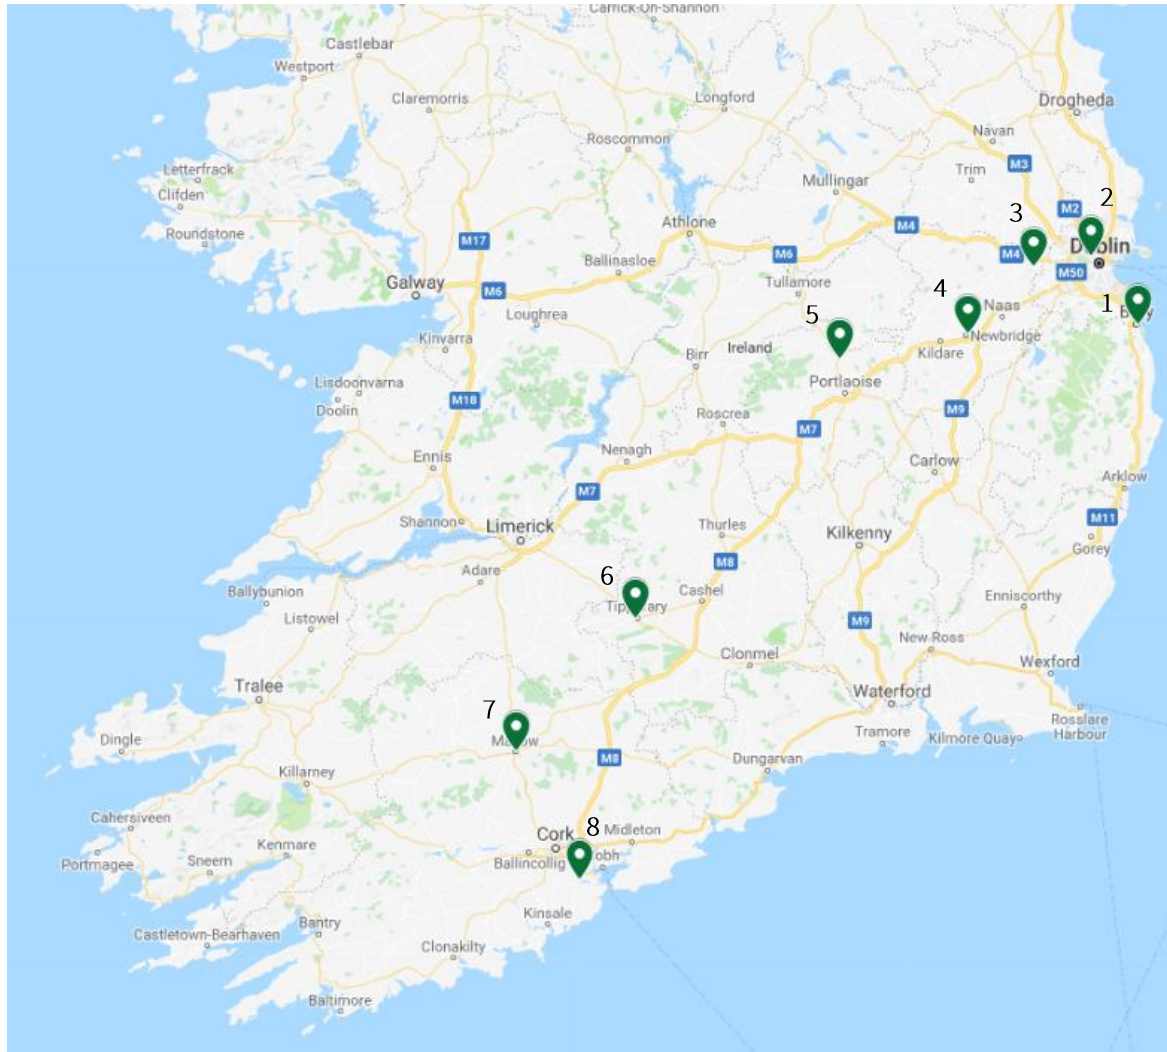 Carrick-On-Shannon
Castlebar
Westport
Claremorris
Longford
Drogheda
Roscommon
Navan
M3
Letterfrack
Trim
Mullingar
Clifden
2
M2
3
Athlone
M4
Roundstone
M17
Dublin
Ballinasloe
M6
M4
M50
Galway
M6
Tullamore
4
Naas
1
Bray
Loughrea
5
Kinvarra
Birr
Ireland
Newbridge
Kildare
Lisdoonvarna
Portlaoise
Doolin
M18
Roscrea
M9
M7
Ennis
Nenagh
Carlow
Arklow
M7
Shannon
Limerick
Thurles
Kilkenny
M11
Gorey
M8
Adare
6
Ballybunion
Cashel
Tipperary
Enniscorthy
Listowel
M9
New Ross
Clonmel
Wexford
Tralee
Waterford
7
Rosslare
Harbour
Dingle
Mallow
Tramore
Kilmore Quay
M8
Dungarvan
Killarney
Cahersiveen
Cork
8
Midleton
Kenmare
Portmagee
Sneem
Ballincollig
Cobh
Kinsale
Bantry
Castletown-Bearhaven
Clonakilty
Baltimore